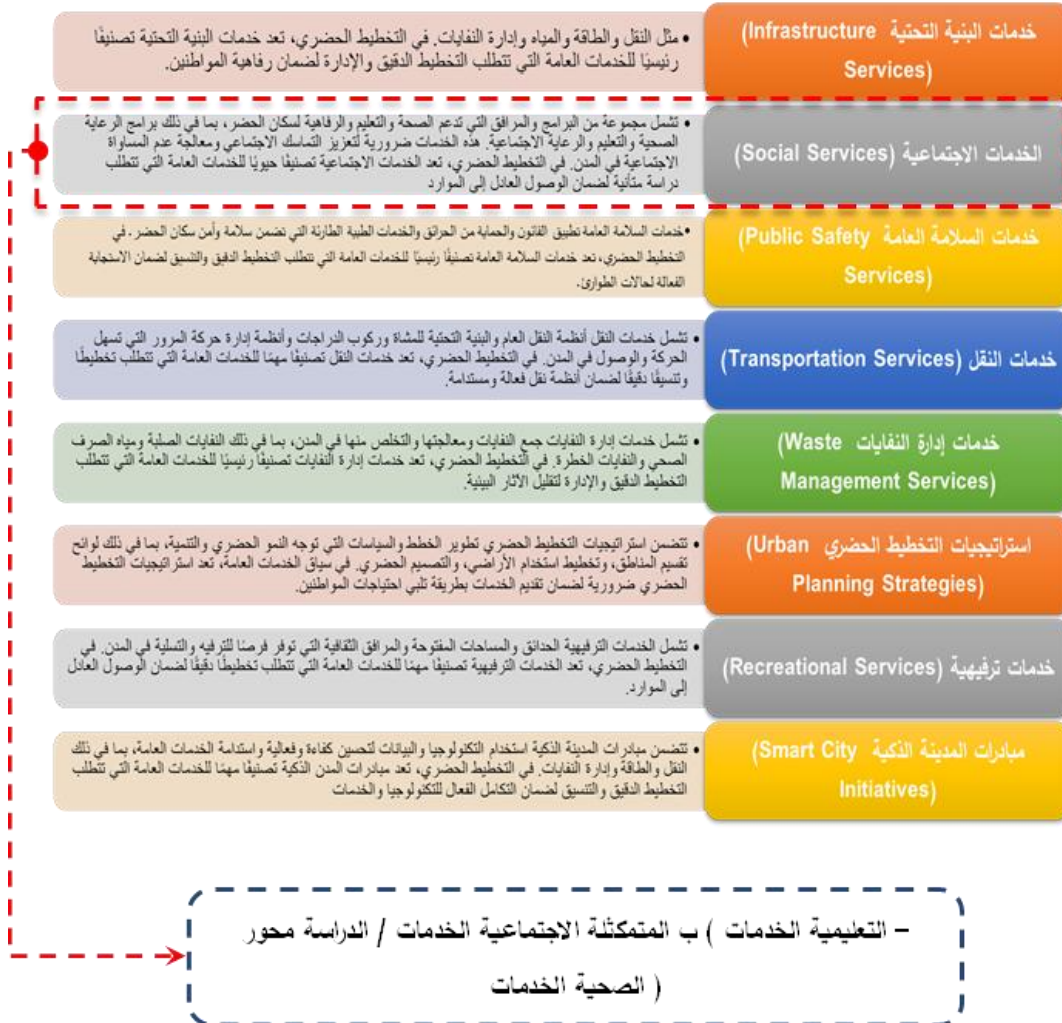 خدمات البنية التحتية (Infrastructure
Services)
• مثل النقل والطاقة والمياه وإدارة النفايات. في التخطيط الحضري، تعد خدمات البنية التحتية تصنيفًا
رئيسيًا للخدمات العامة التي تتطلب التخطيط الدقيق والإدارة لضمان رفاهية المواطنين.
الخدمات الاجتماعية (Social Services)
• تشمل مجموعة من البرامج والمرافق التي تدعم الصحة والتعليم والرفاهية لسكان الحضر، بما في ذلك برامج الرعاية
الصحية والتعليم والرعاية الاجتماعية. هذه الخدمات ضرورية لتعزيز التماسك الاجتماعي ومعالجة عدم المساواة
الاجتماعية في المدن. في التخطيط الحضري، تعد الخدمات الاجتماعية تصنيفًا حيويًا للخدمات العامة التي تتطلب
دراسة متأنية لضمان الوصول العادل إلى الموارد
خدمات السلامة العامة (Public Safety
Services)
•خدمات السلامة العامة تطبيق القانون والحماية من الحرائق والخدمات الطبية الطارئة التي تضمن سلامة وأمن سكان الحضر. في
التخطيط الحضري، تعد خدمات السلامة العامة تصنيفًا رئيسيًا للخدمات العامة التي تتطلب التخطيط الدقيق والتنسيق لضمان الاستجابة
الفعالة لحالات الطوارئ.
خدمات النقل (Transportation Services)
• تشمل خدمات النقل أنظمة النقل العام والبنية التحتية للمشاة وركوب الدراجات وأنظمة إدارة حركة المرور التي تسهل
الحركة والوصول في المدن. في التخطيط الحضري، تعد خدمات النقل تصنيفًا مهمًا للخدمات العامة التي تتطلب تخطيطًا
وتنسيقًا دقيقًا لضمان أنظمة نقل فعالة ومستدامة.
خدمات إدارة النفايات (Waste
Management Services)
• تشمل خدمات إدارة النفايات جمع النفايات ومعالجتها والتخلص منها في المدن، بما في ذلك النفايات الصلبة ومياه الصرف
الصحي والنفايات الخطرة. في التخطيط الحضري، تعد خدمات إدارة النفايات تصنيفًا رئيسيًا للخدمات العامة التي تتطلب
التخطيط الدقيق والإدارة لتقليل الآثار البيئية.
استراتيجيات التخطيط الحضري (Urban
Planning Strategies)
• تتضمن استراتيجيات التخطيط الحضري تطوير الخطط والسياسات التي توجه النمو الحضري والتنمية، بما في ذلك لوائح
تقسيم المناطق، وتخطيط استخدام الأراضي، والتصميم الحضري. في سياق الخدمات العامة، تعد استراتيجيات التخطيط
الحضري ضرورية لضمان تقديم الخدمات بطريقة تلبي احتياجات المواطنين.
خدمات ترفيهية (Recreational Services)
• تشمل الخدمات الترفيهية الحدائق والمساحات المفتوحة والمرافق الثقافية التي توفر فرصًا للترفيه والتسلية في المدن. في
التخطيط الحضري، تعد الخدمات الترفيهية تصنيفًا مهمًا للخدمات العامة التي تتطلب تخطيطًا دقيقًا لضمان الوصول العادل
إلى الموارد.
مبادرات المدينة الذكية (Smart City
Initiatives)
• تتضمن مبادرات المدينة الذكية استخدام التكنولوجيا والبيانات لتحسين كفاءة وفعالية واستدامة الخدمات العامة، بما في ذلك
النقل والطاقة وإدارة النفايات. في التخطيط الحضري، تعد مبادرات المدن الذكية تصنيفًا مهمًا للخدمات العامة التي تتطلب
التخطيط الدقيق والتنسيق لضمان التكامل الفعال للتكنولوجيا والخدمات
– التعليمية الخدمات ) ب المتمكثلة الاجتماعية الخدمات / الدراسة محور
( الصحية الخدمات